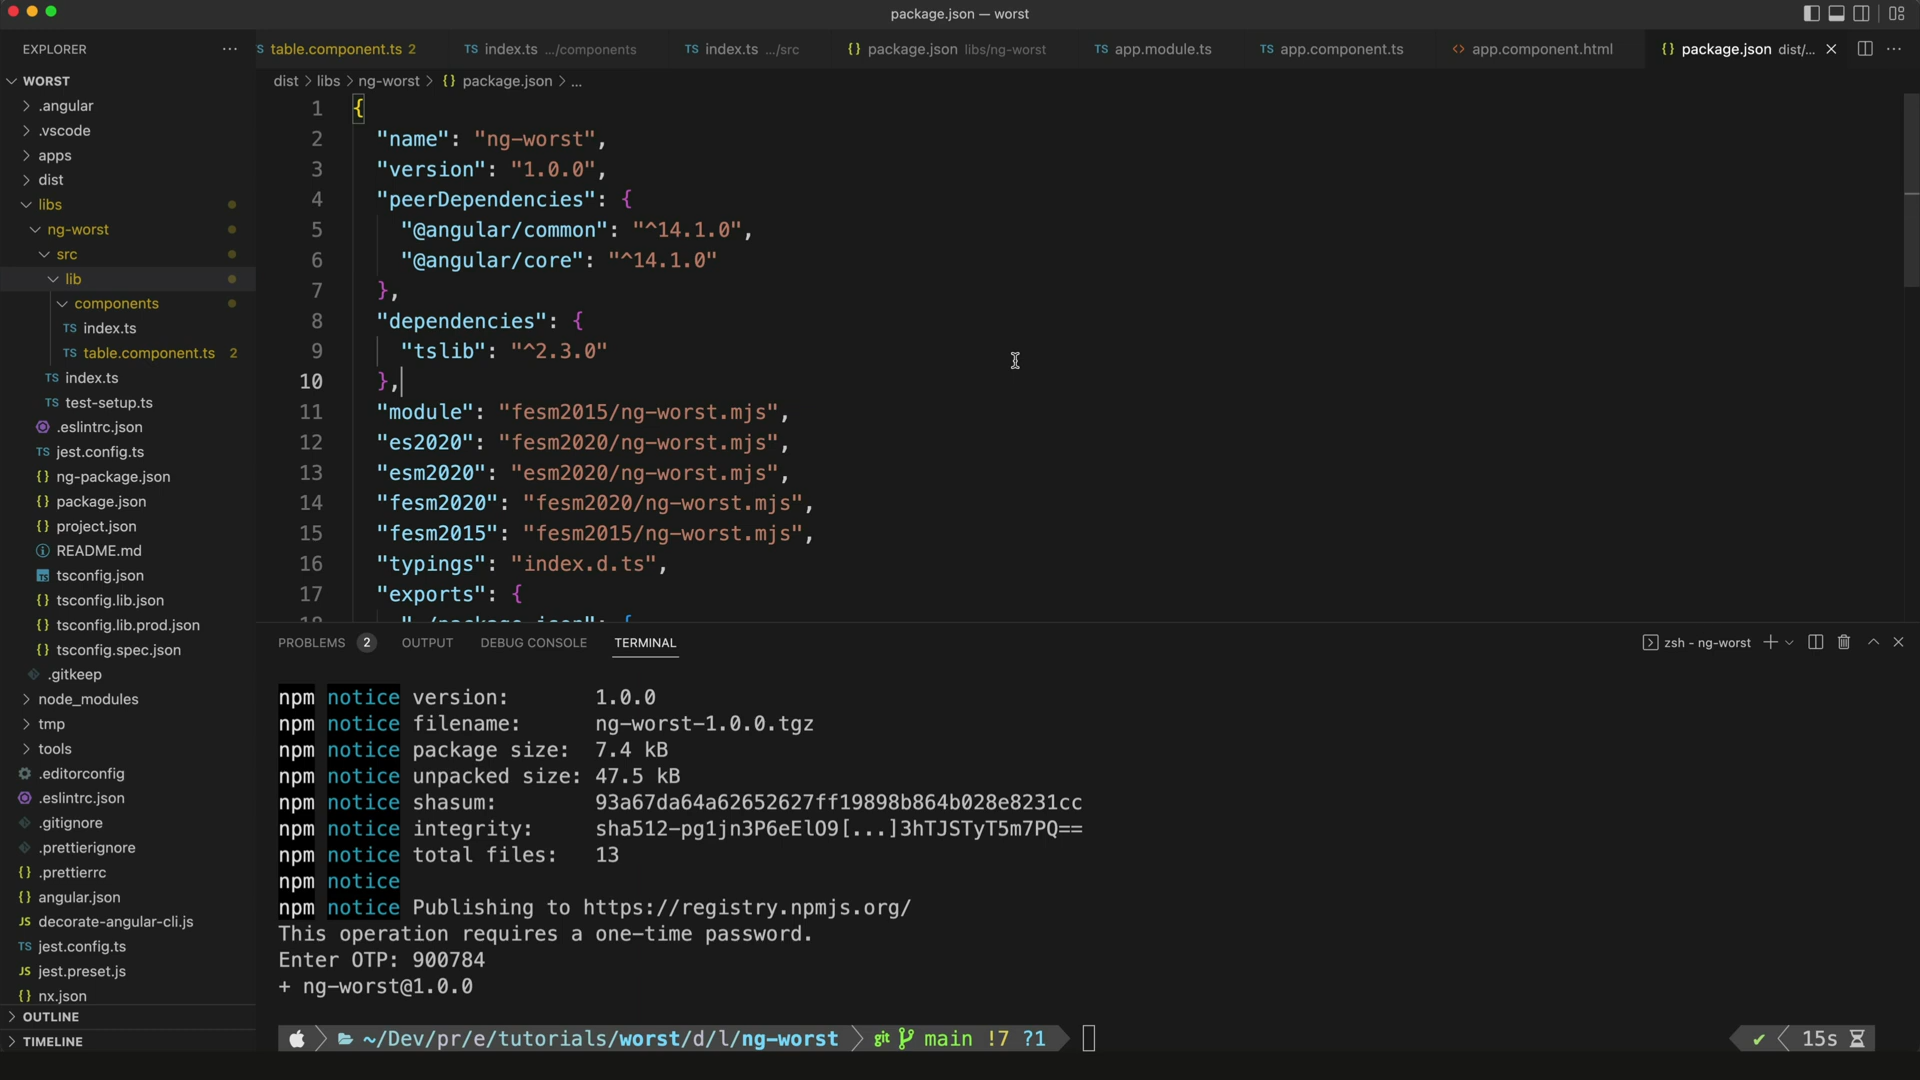 package.json — worst
EXPLORER
table.component.ts 2
index.ts .../components
index.ts .../src
package.json libs/ng-worst
app.module.ts
app.component.ts
app.component.html
package.json dist/...
WORST
.angular
.vscode
apps
dist
libs
ng-worst
src
lib
components
index.ts
table.component.ts 2
index.ts
test-setup.ts
.eslintrc.json
jest.config.ts
ng-package.json
package.json
project.json
README.md
tsconfig.json
tsconfig.lib.json
tsconfig.lib.prod.json
tsconfig.spec.json
.gitkeep
node_modules
tmp
tools
.editorconfig
.eslintrc.json
.gitignore
.prettierignore
.prettierrc
angular.json
decorate-angular-cli.js
jest.config.ts
jest.preset.js
nx.json
OUTLINE
TIMELINE
dist > libs > ng-worst > {} package.json > ...
1 {
2 "name": "ng-worst",
3 "version": "1.0.0",
4 "peerDependencies": {
5 "@angular/common": "^14.1.0",
6 "@angular/core": "^14.1.0"
7 },
8 "dependencies": {
9 "tslib": "^2.3.0"
10 },
11 "module": "fesm2015/ng-worst.mjs",
12 "es2020": "fesm2020/ng-worst.mjs",
13 "esm2020": "esm2020/ng-worst.mjs",
14 "fesm2020": "fesm2020/ng-worst.mjs",
15 "fesm2015": "fesm2015/ng-worst.mjs",
16 "typings": "index.d.ts",
17 "exports": {
18 "./package.json": {
PROBLEMS 2 OUTPUT DEBUG CONSOLE TERMINAL
zsh - ng-worst
npm notice version: 1.0.0
npm notice filename: ng-worst-1.0.0.tgz
npm notice package size: 7.4 kB
npm notice unpacked size: 47.5 kB
npm notice shasum: 93a67da64a62652627ff19898b864b028e8231cc
npm notice integrity: sha512-pg1jn3P6eElO9[...]3hTJSTyT5m7PQ==
npm notice total files: 13
npm notice
npm notice Publishing to https://registry.npmjs.org/
This operation requires a one-time password.
Enter OTP: 900784
+ ng-worst@1.0.0
~/Dev/pr/e/tutorials/worst/d/l/ng-worst git main !7 ?1
✔ 15s